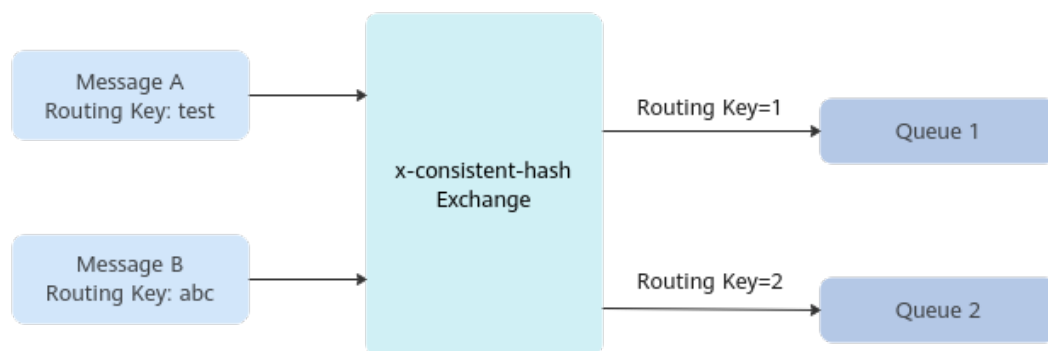 Message A
Routing Key: test
Message B
Routing Key: abc
x-consistent-hash
Exchange
Routing Key=1
Queue 1
Routing Key=2
Queue 2